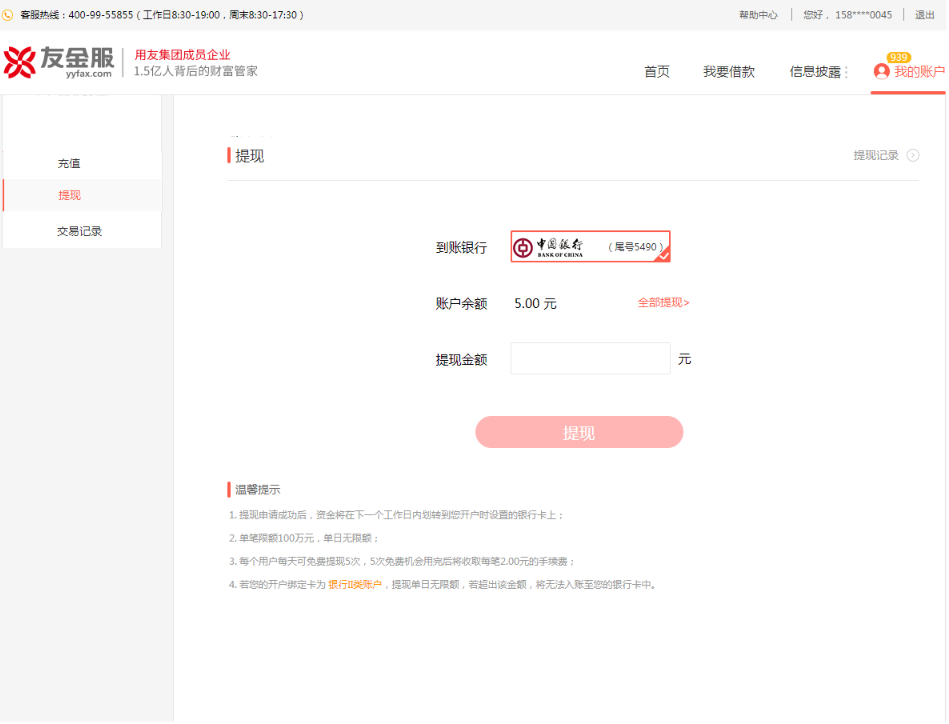 客服热线：400-99-55855（工作日8:30-19:00，周末8:30-17:30）
帮助中心
您好， 158****0045
退出
友金服
yyfax.com
用友集团成员企业
1.5亿人背后的财富管家
首页
我要借款
信息披露
939
我的账户
充值
提现
交易记录
提现
提现记录
到账银行
中国银行
BANK OF CHINA
（尾号5490）
账户余额
5.00 元
全部提现>
提现金额
元
提现
温馨提示
1. 提现申请成功后，资金将在下一个工作日内划转到您开户时设置的银行卡上；
2. 单笔限额100万元，单日无限额；
3. 每个用户每天可免费提现5次，5次免费机会用完后将收取每笔2.00元的手续费；
4. 若您的开户绑定卡为 银行II类账户，提现单日无限额，若超出该金额，将无法入账至您的银行卡中。